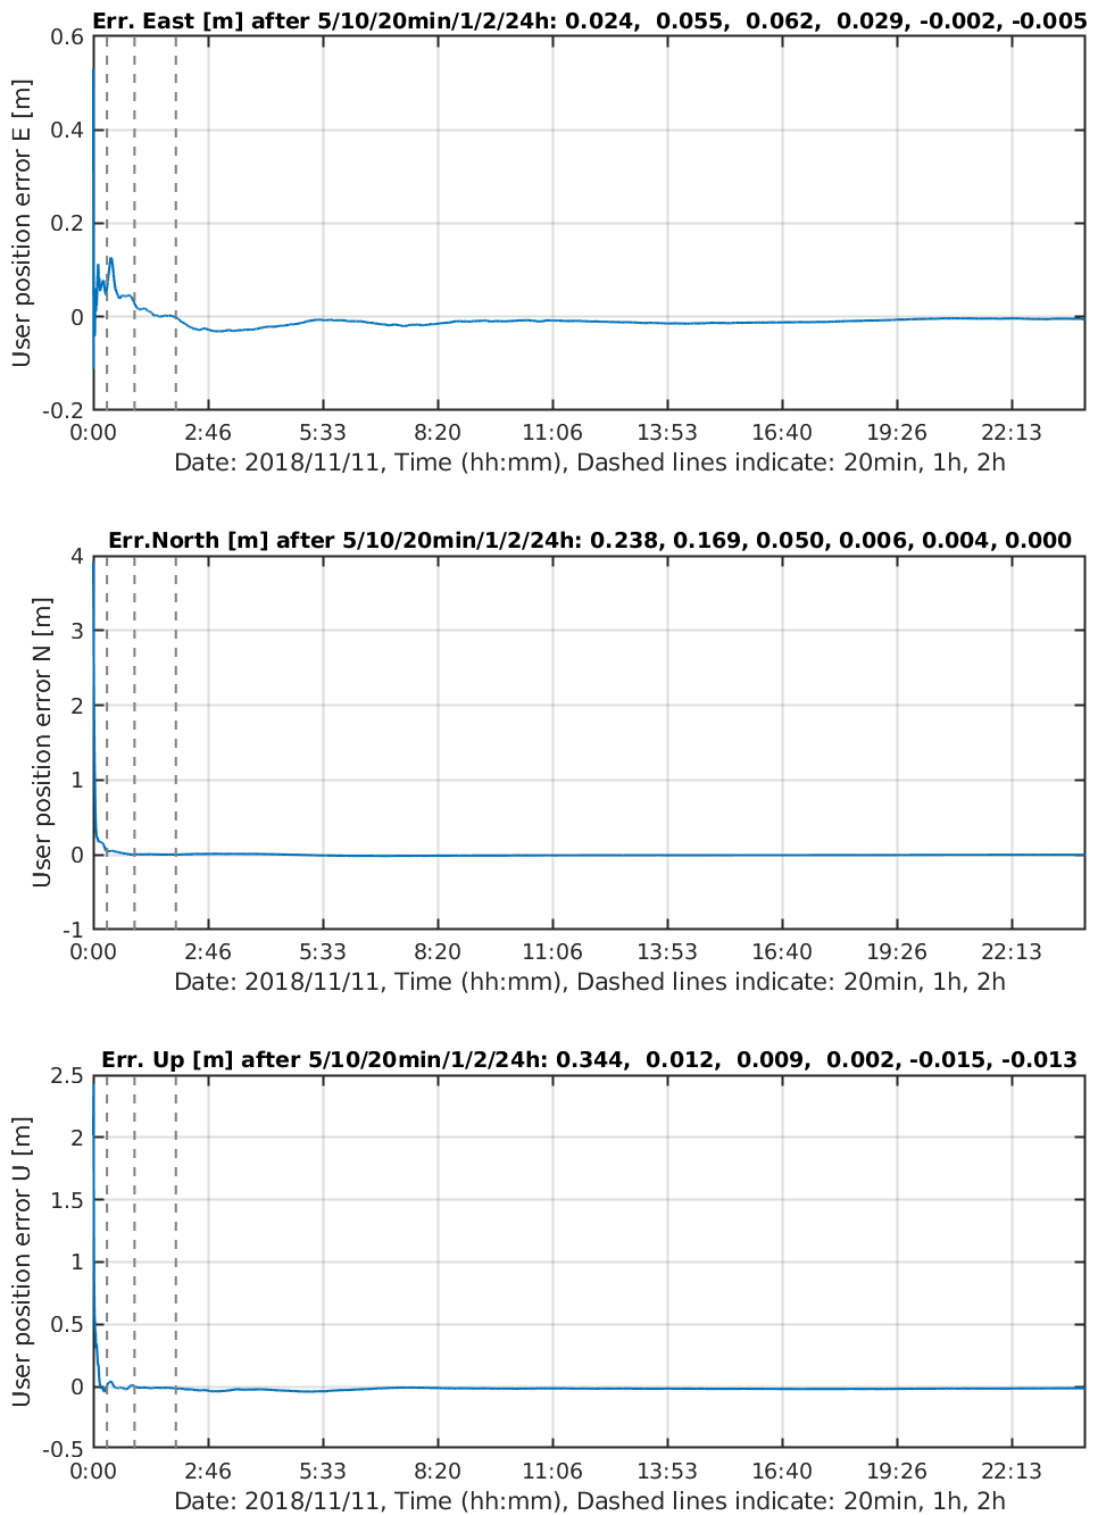 Err. East [m] after 5/10/20min/1/2/24h: 0.024, 0.055, 0.062, 0.029, -0.002, -0.005
User position error E [m]
0.6
0.4
0.2
0
-0.2
0:00 2:46 5:33 8:20 11:06 13:53 16:40 19:26 22:13
Date: 2018/11/11, Time (hh:mm), Dashed lines indicate: 20min, 1h, 2h
Err.North [m] after 5/10/20min/1/2/24h: 0.238, 0.169, 0.050, 0.006, 0.004, 0.000
User position error N [m]
4
3
2
1
0
-1
0:00 2:46 5:33 8:20 11:06 13:53 16:40 19:26 22:13
Date: 2018/11/11, Time (hh:mm), Dashed lines indicate: 20min, 1h, 2h
Err. Up [m] after 5/10/20min/1/2/24h: 0.344, 0.012, 0.009, 0.002, -0.015, -0.013
User position error U [m]
2.5
2
1.5
1
0.5
0
-0.5
0:00 2:46 5:33 8:20 11:06 13:53 16:40 19:26 22:13
Date: 2018/11/11, Time (hh:mm), Dashed lines indicate: 20min, 1h, 2h